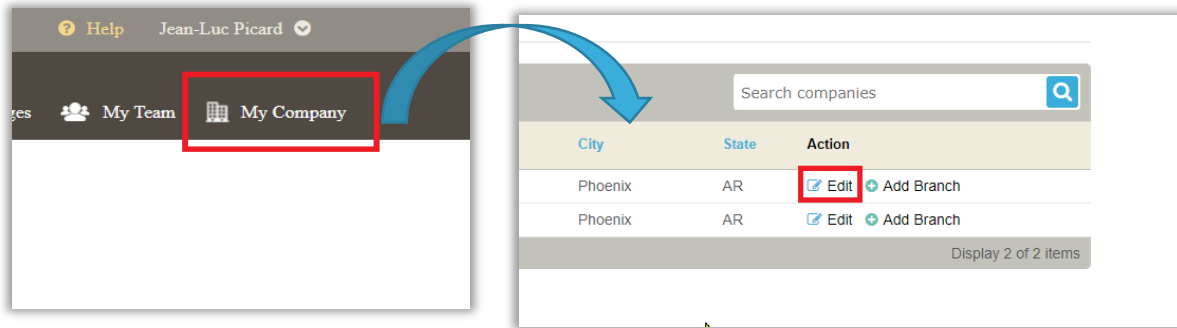 Help Jean-Luc Picard
ges My Team My Company
Search companies
City State Action
Phoenix AR Edit Add Branch
Phoenix AR Edit Add Branch
Display 2 of 2 items